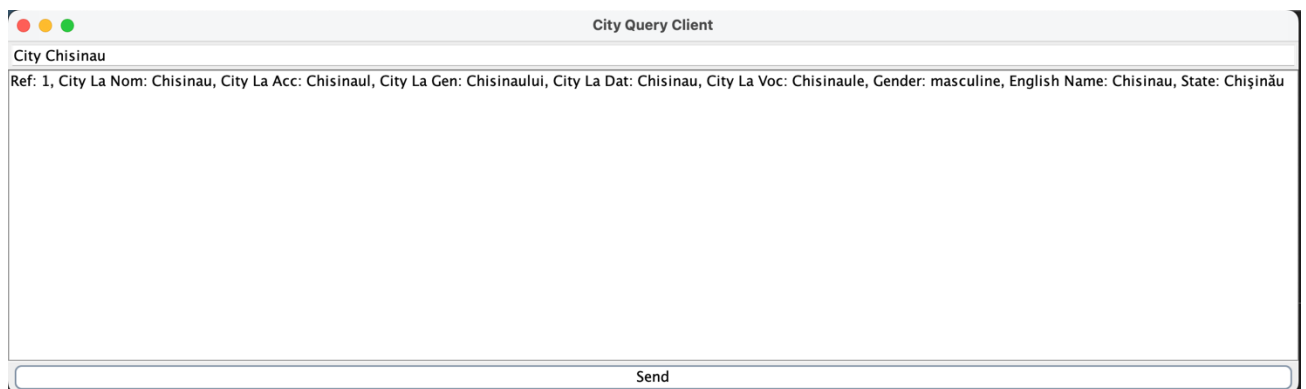 City Query Client
City Chisinau
Ref: 1, City La Nom: Chisinau, City La Acc: Chisinaul, City La Gen: Chisinaului, City La Dat: Chisinau, City La Voc: Chisinaule, Gender: masculine, English Name: Chisinau, State: Chişinău
Send